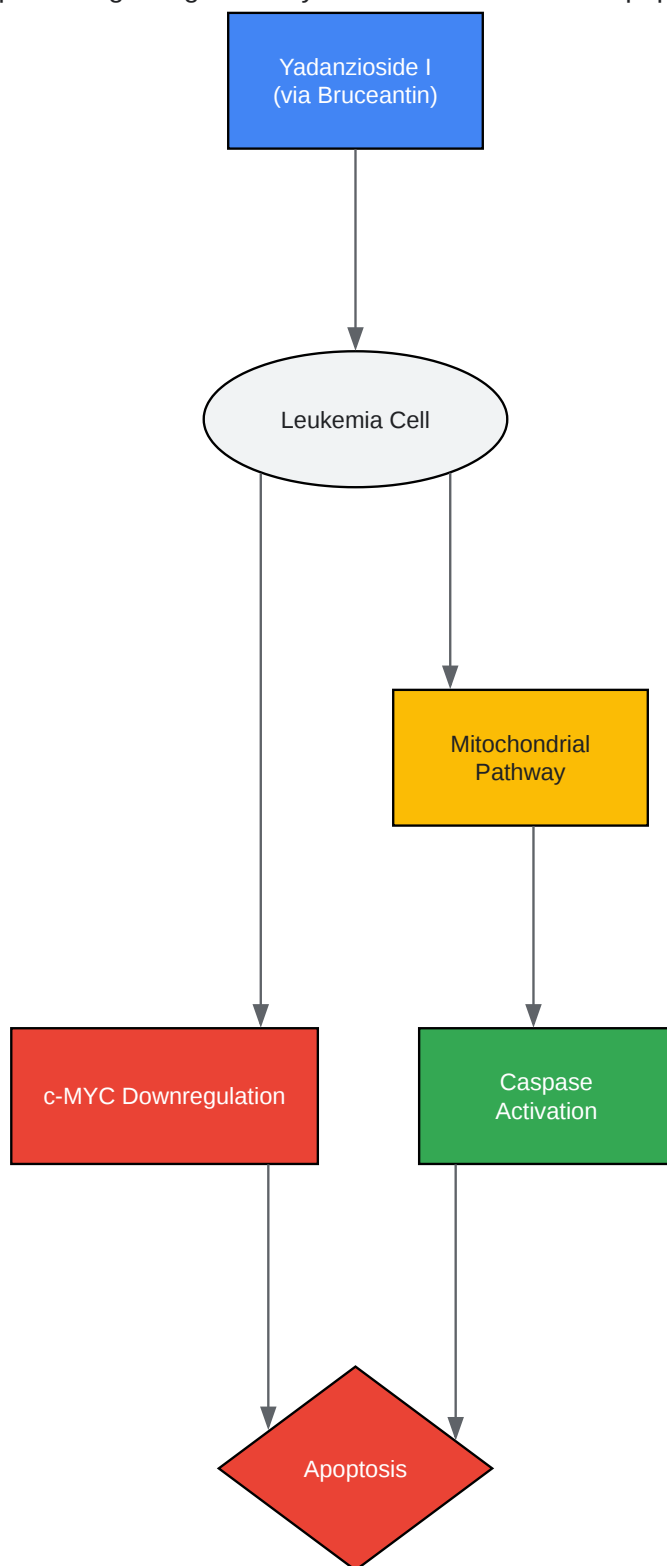 Yadanzioside I
(via Bruceantin)
Leukemia Cell
Mitochondrial
Pathway
c-MYC Downregulation
Caspase
Activation
Apoptosis